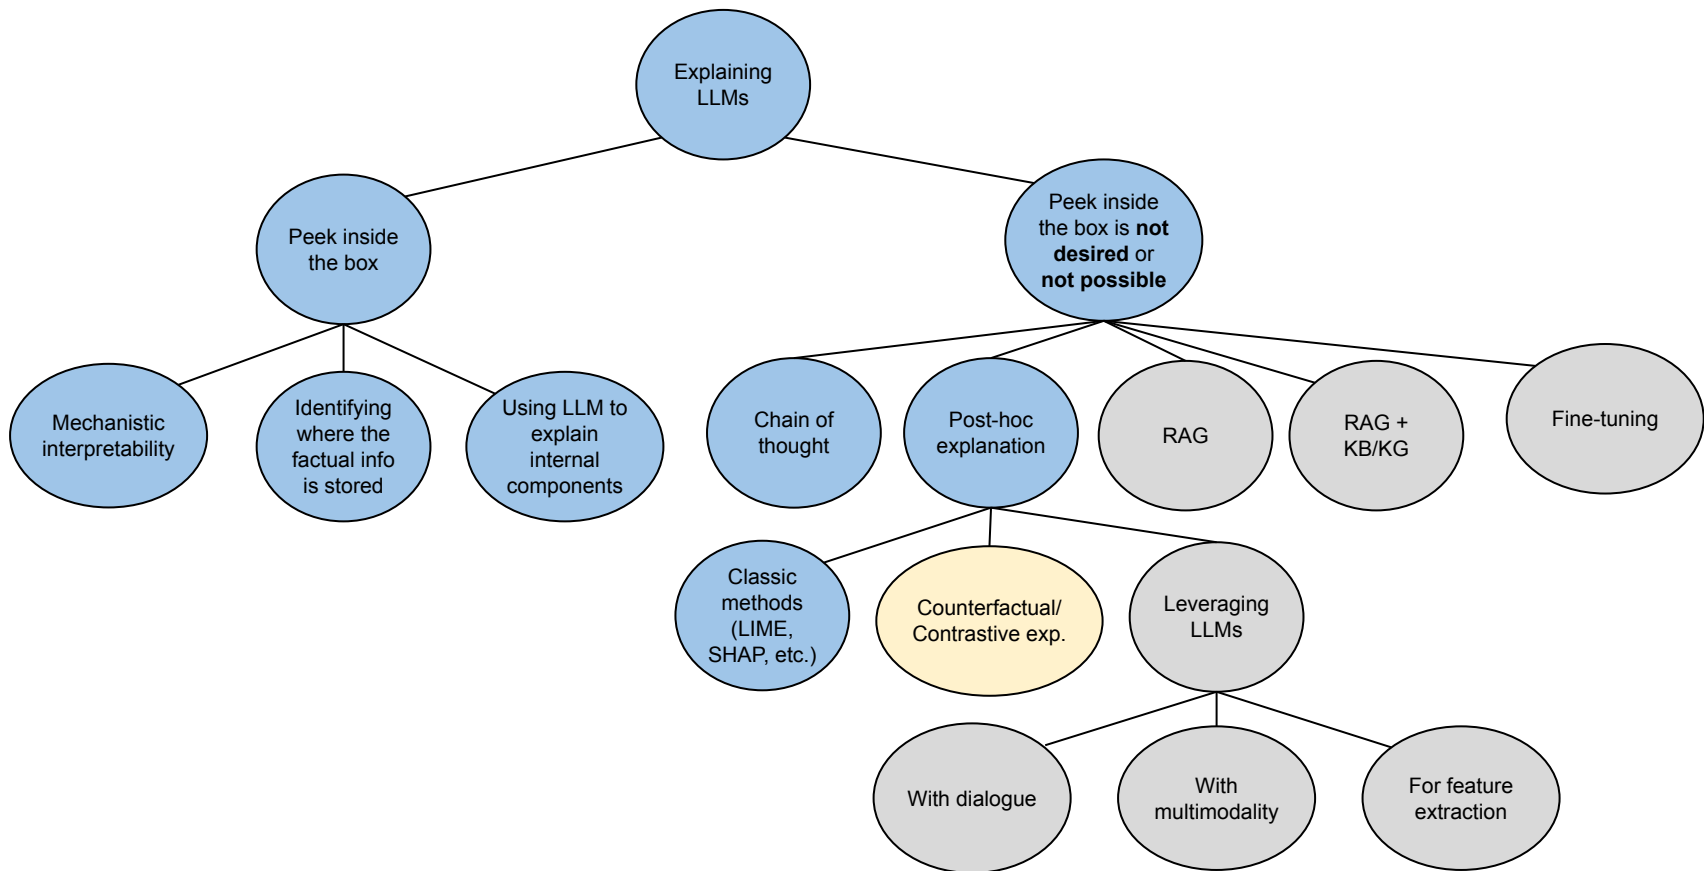 Explaining
LLMs
Peek inside
the box
Peek inside
the box is not
desired or
not possible
Mechanistic
interpretability
Identifying
where the
factual info
is stored
Using LLM to
explain
internal
components
Chain of
thought
Post-hoc
explanation
RAG
RAG +
KB/KG
Fine-tuning
Classic
methods
(LIME,
SHAP, etc.)
Counterfactual/
Contrastive exp.
Leveraging
LLMs
With dialogue
With
multimodality
For feature
extraction